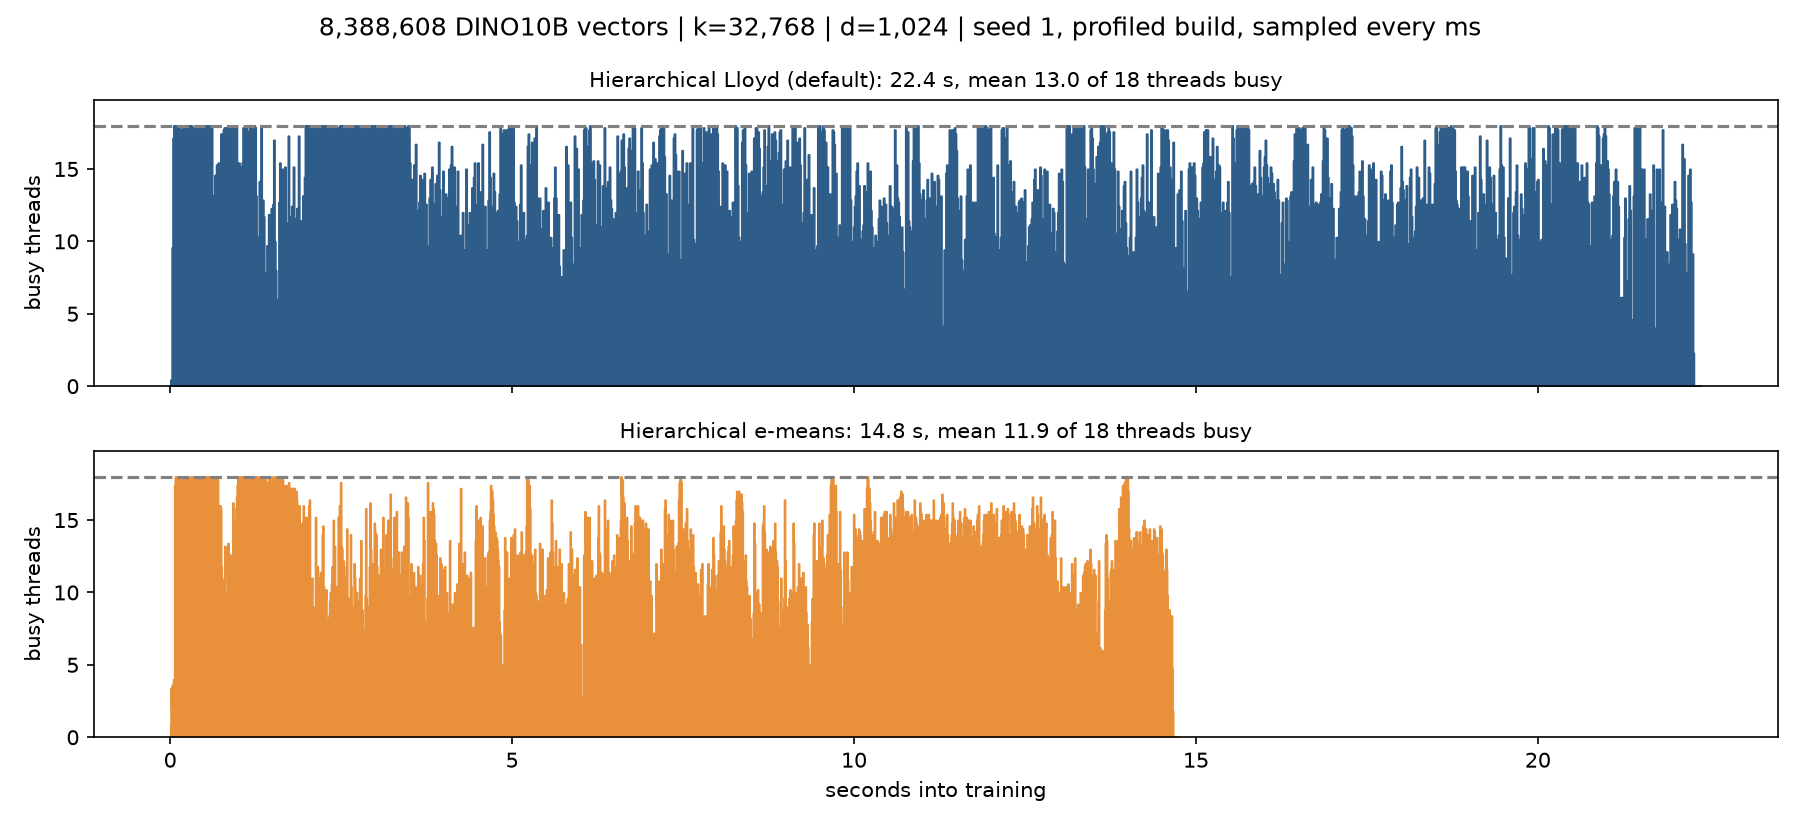 8,388,608 DINO10B vectors | k=32,768 | d=1,024 | seed 1, profiled build, sampled every ms
Hierarchical Lloyd (default): 22.4 s, mean 13.0 of 18 threads busy
busy threads
15
10
5
0
Hierarchical e-means: 14.8 s, mean 11.9 of 18 threads busy
busy threads
15
10
5
0
0 5 10 15 20
seconds into training